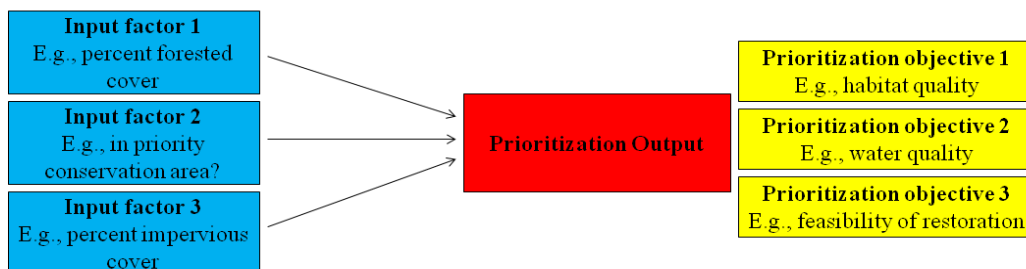 Input factor 1
E.g., percent forested
cover
Input factor 2
E.g., in priority
conservation area?
Input factor 3
E.g., percent impervious
cover
Prioritization Output
Prioritization objective 1
E.g., habitat quality
Prioritization objective 2
E.g., water quality
Prioritization objective 3
E.g., feasibility of restoration